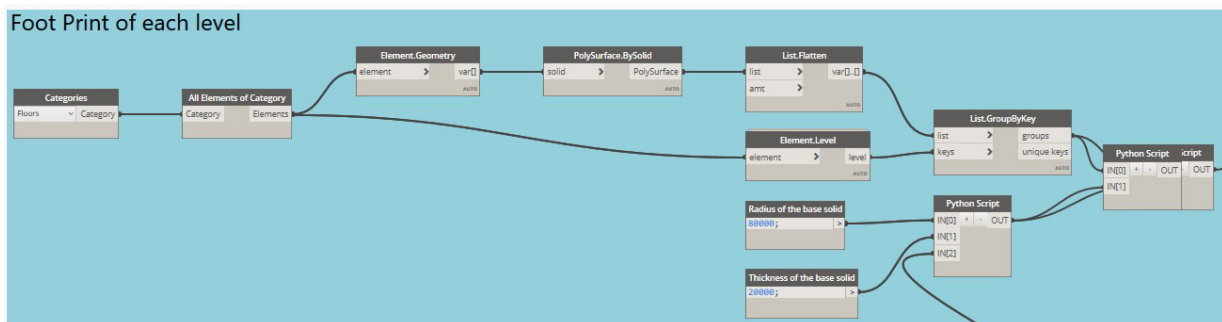 Foot Print of each level
Element.Geometry
element > var[]
AUTO
PolySurface.BySolid
solid > PolySurface
AUTO
List.Flatten
list > var[]..[]
amt >
AUTO
Categories
Floors Category
All Elements of Category
Category Elements
Element.Level
element > level
AUTO
List.GroupByKey
list > groups
keys > unique keys
AUTO
Python Script
IN[0] + - OUT
IN[1]
cript
- OUT
Radius of the base solid
80000; >
Python Script
IN[0] + - OUT
IN[1]
IN[2]
Thickness of the base solid
20000; >